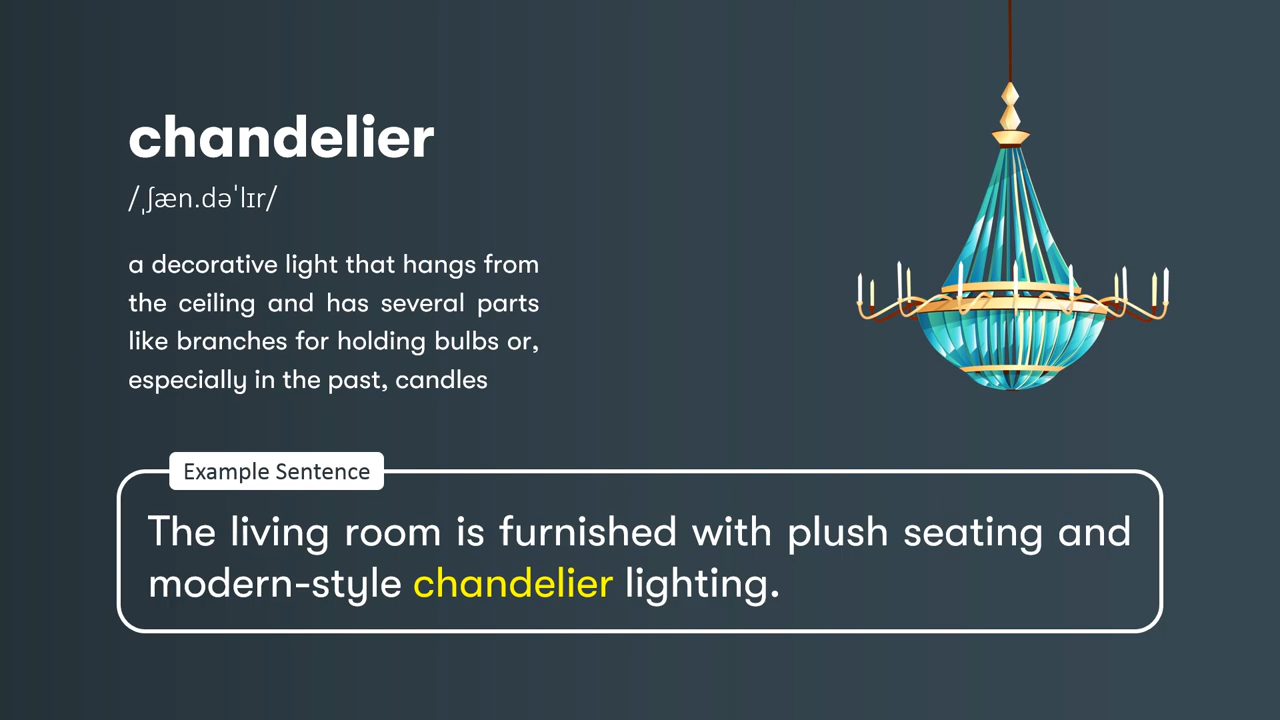 chandelier
/ˌʃæn.dəˈlɪr/
a decorative light that hangs from
the ceiling and has several parts
like branches for holding bulbs or,
especially in the past, candles
Example Sentence
The living room is furnished with plush seating and
modern-style chandelier lighting.